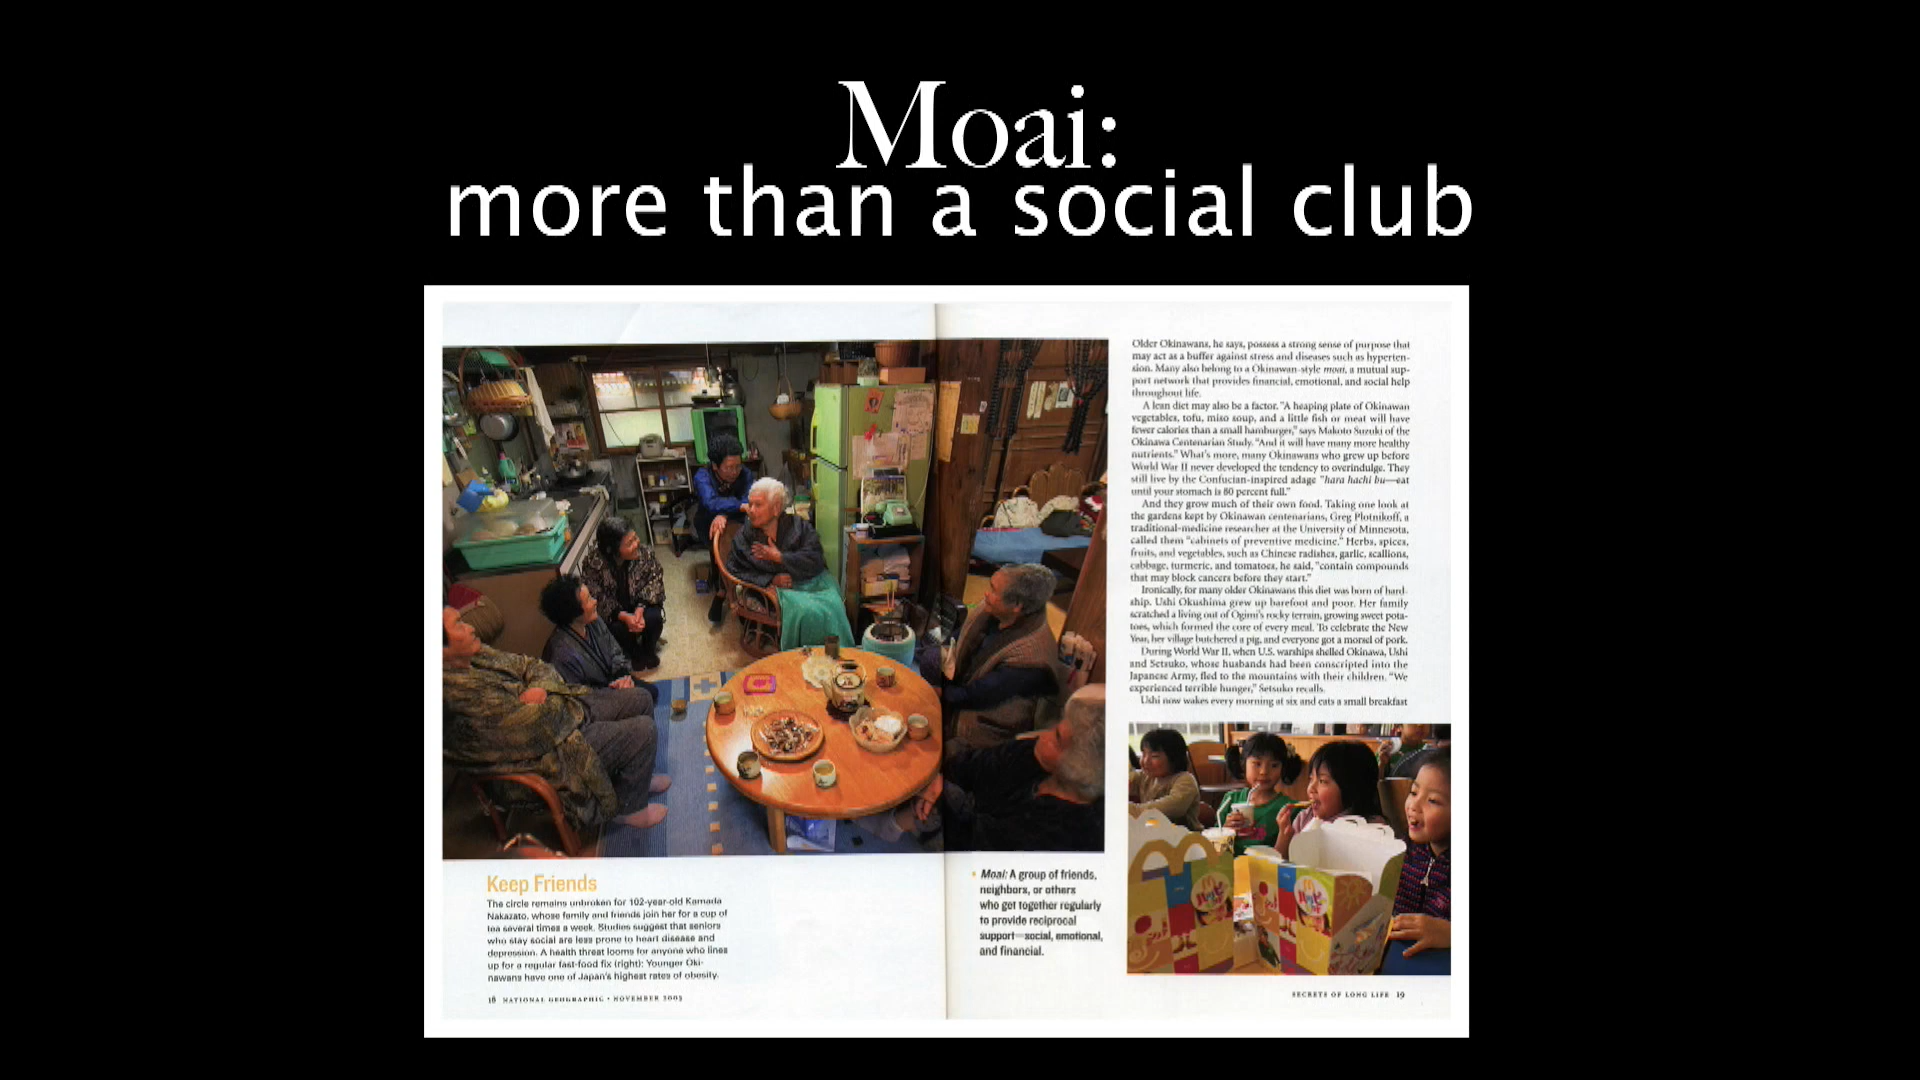 Moai:
more than a social club
Older Okinawans, he says, possess a strong sense of purpose that
may act as a buffer against stress and diseases such as hyperten-
sion. Many also belong to a Okinawan-style moai, a mutual sup-
port network that provides financial, emotional, and social help
throughout life.
A lean diet may also be a factor. "A heaping plate of Okinawan
vegetables, tofu, miso soup, and a little fish or meat will have
fewer calories than a small hamburger," says Makoto Suzuki of the
Okinawa Centenarian Study. "And it will have many more healthy
nutrients." What's more, many Okinawans who grew up before
World War II never developed the tendency to overindulge. They
still live by the Confucian-inspired adage "hara hachi bu—eat
until your stomach is 80 percent full."
And they grow much of their own food. Taking one look at
the gardens kept by Okinawan centenarians, Greg Plotnikoff, a
traditional-medicine researcher at the University of Minnesota,
called them "cabinets of preventive medicine." Herbs, spices,
fruits, and vegetables, such as Chinese radishes, garlic, scallions,
cabbage, turmeric, and tomatoes, he said, "contain compounds
that may block cancers before they start."
Ironically, for many older Okinawans this diet was born of hard-
ship. Ushi Okushima grew up barefoot and poor. Her family
scratched a living out of Ogimi's rocky terrain, growing sweet pota-
toes, which formed the core of every meal. To celebrate the New
Year, her village butchered a pig, and everyone got a morsel of pork.
During World War II, when U.S. warships shelled Okinawa, Ushi
and Setsuko, whose husbands had been conscripted into the
Japanese Army, fled to the mountains with their children. "We
experienced terrible hunger," Setsuko recalls.
Ushi now wakes every morning at six and eats a small breakfast
Keep Friends
The circle remains unbroken for 102-year-old Kamada
Nakazato, whose family and friends join her for a cup of
tea several times a week. Studies suggest that seniors
who stay social are less prone to heart disease and
depression. A health threat looms for anyone who lines
up for a regular fast-food fix (right): Younger Oki-
nawans have one of Japan's highest rates of obesity.
Moai: A group of friends,
neighbors, or others
who get together regularly
to provide reciprocal
support—social, emotional,
and financial.
18 NATIONAL GEOGRAPHIC • NOVEMBER 2005
SECRETS OF LONG LIFE 19